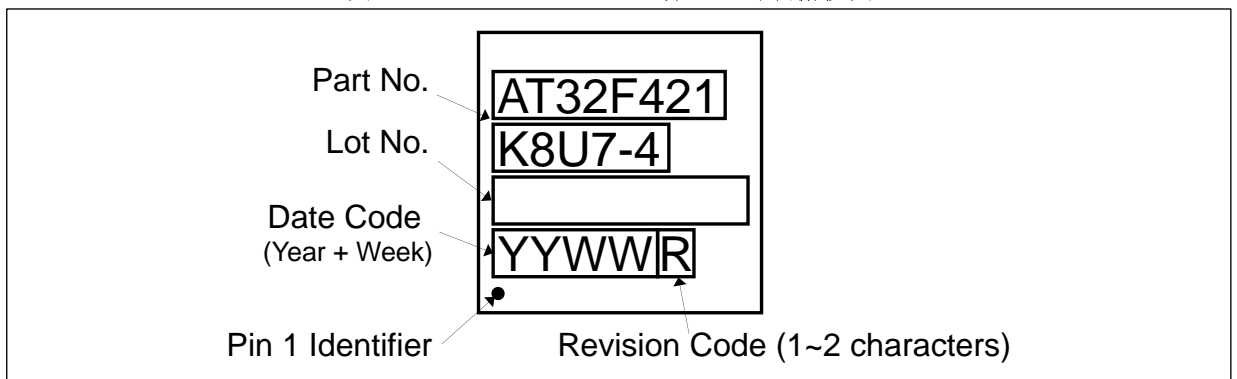 Part No.
AT32F421
Lot No.
K8U7-4
Date Code
(Year + Week)
YYWW R
Pin 1 Identifier
Revision Code (1~2 characters)